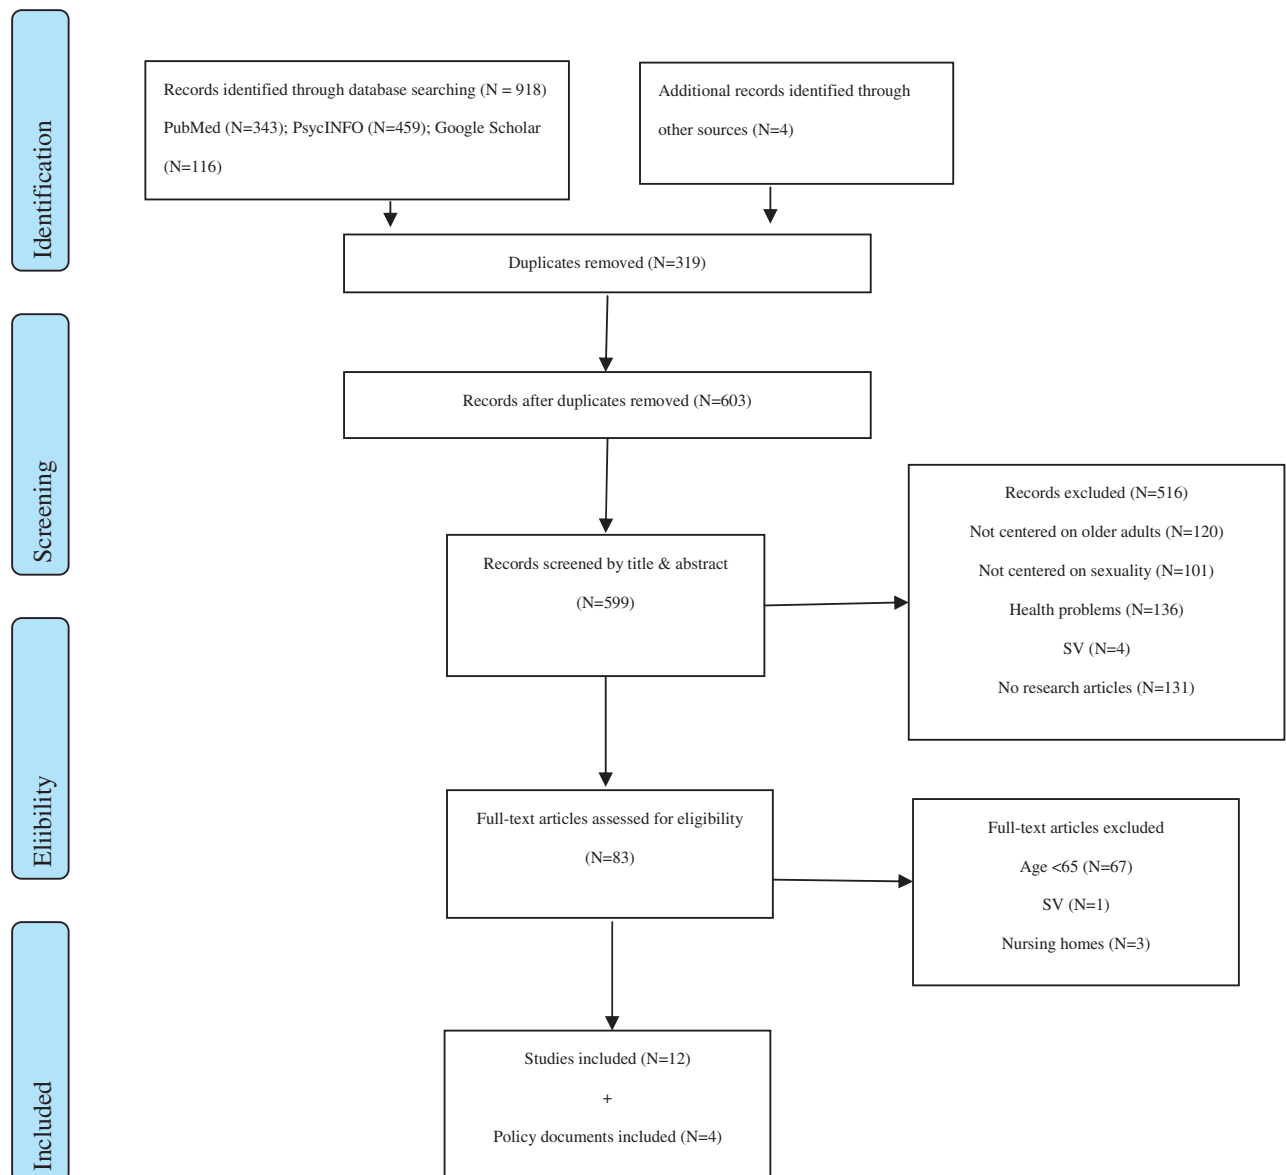 Identification
Records identified through database searching (N = 918)
PubMed (N=343); PsycINFO (N=459); Google Scholar
(N=116)
Additional records identified through
other sources (N=4)
Duplicates removed (N=319)
Screening
Records after duplicates removed (N=603)
Records screened by title & abstract
(N=599)
Records excluded (N=516)
Not centered on older adults (N=120)
Not centered on sexuality (N=101)
Health problems (N=136)
SV (N=4)
No research articles (N=131)
Eliibility
Full-text articles assessed for eligibility
(N=83)
Full-text articles excluded
Age <65 (N=67)
SV (N=1)
Nursing homes (N=3)
Included
Studies included (N=12)
+
Policy documents included (N=4)